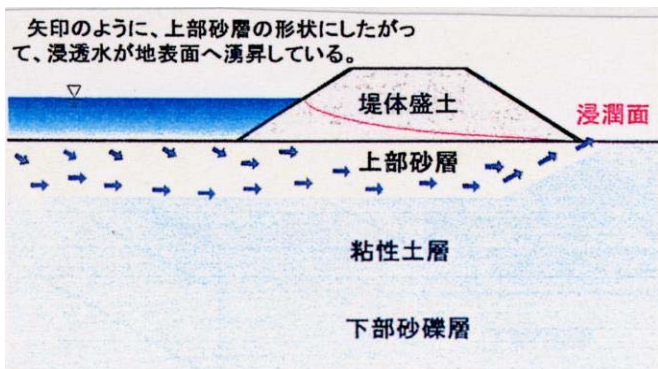 矢印のように、上部砂層の形状にしたがっ
て、浸透水が地表面へ湧昇している。
堤体盛土
浸潤面
上部砂層
粘性土層
下部砂礫層